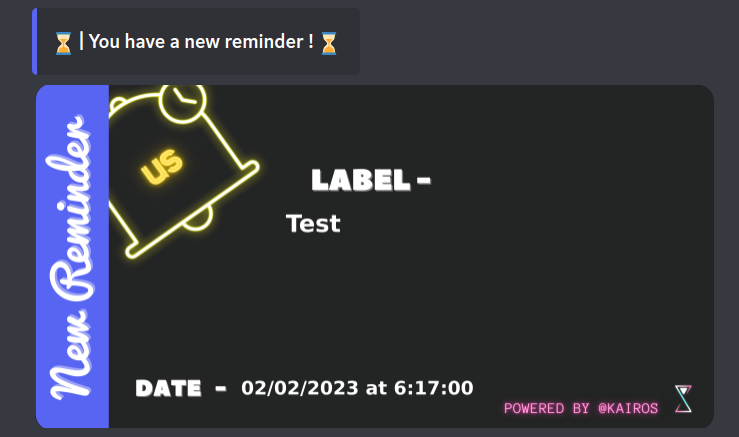 ⏳ | You have a new reminder ! ⏳
New Reminder
us
LABEL -
Test
DATE - 02/02/2023 at 6:17:00
POWERED BY @KAIROS